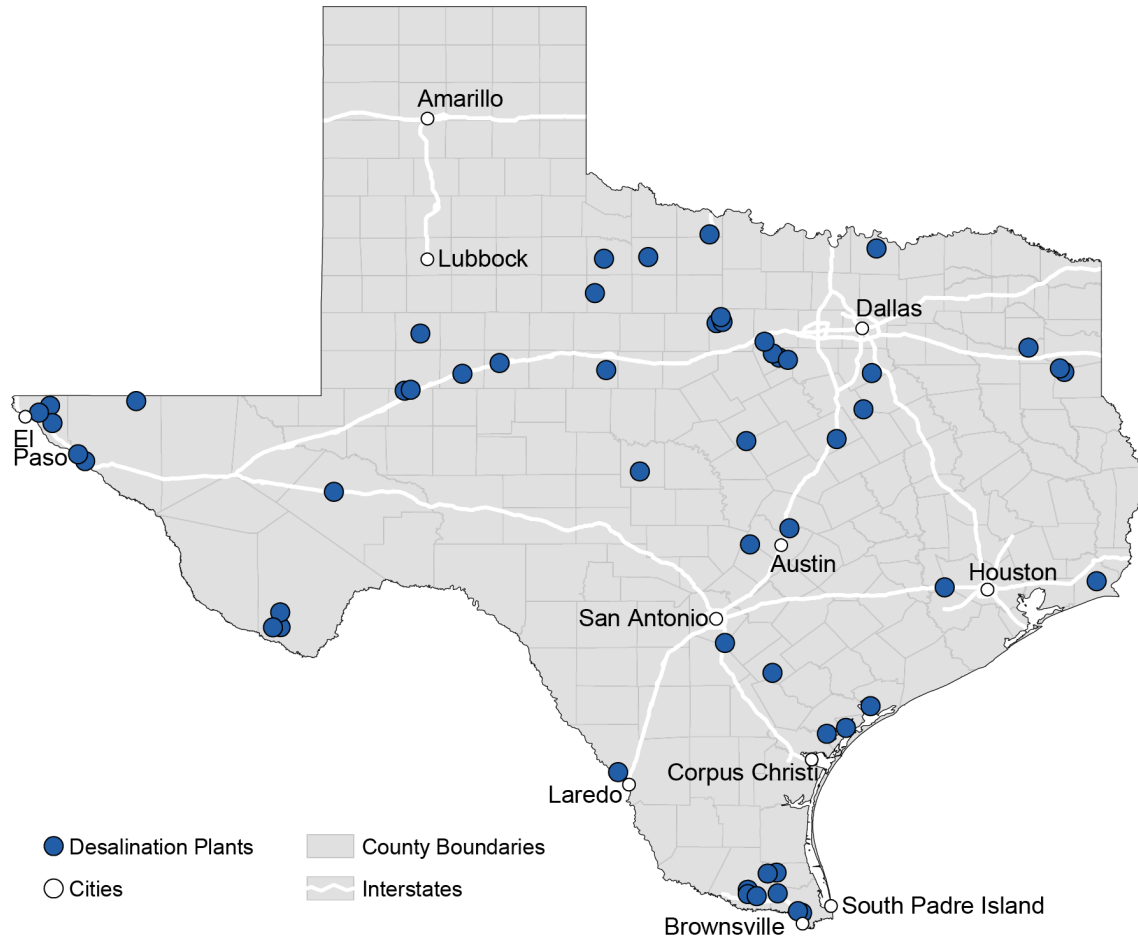 Amarillo
Lubbock
Dallas
El
Paso
Austin
Houston
San Antonio
Corpus Christi
Laredo
Desalination Plants
County Boundaries
Cities
Interstates
South Padre Island
Brownsville